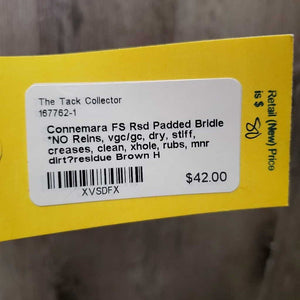 The Tack Collector
167762-1
Connemara FS Rsd Padded Bridle
*NO Reins, vgc/gc, dry, stiff,
creases, clean, xhole, rubs, mnr
dirt?residue Brown H
$42.00
XVSDFX
Retail (New) Price
is $ 80